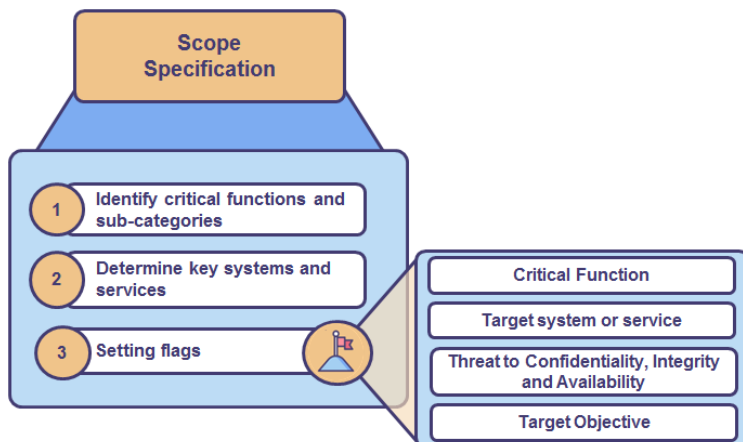 Scope
Specification
1
Identify critical functions and
sub-categories
2
Determine key systems and
services
3
Setting flags
Critical Function
Target system or service
Threat to Confidentiality, Integrity
and Availability
Target Objective